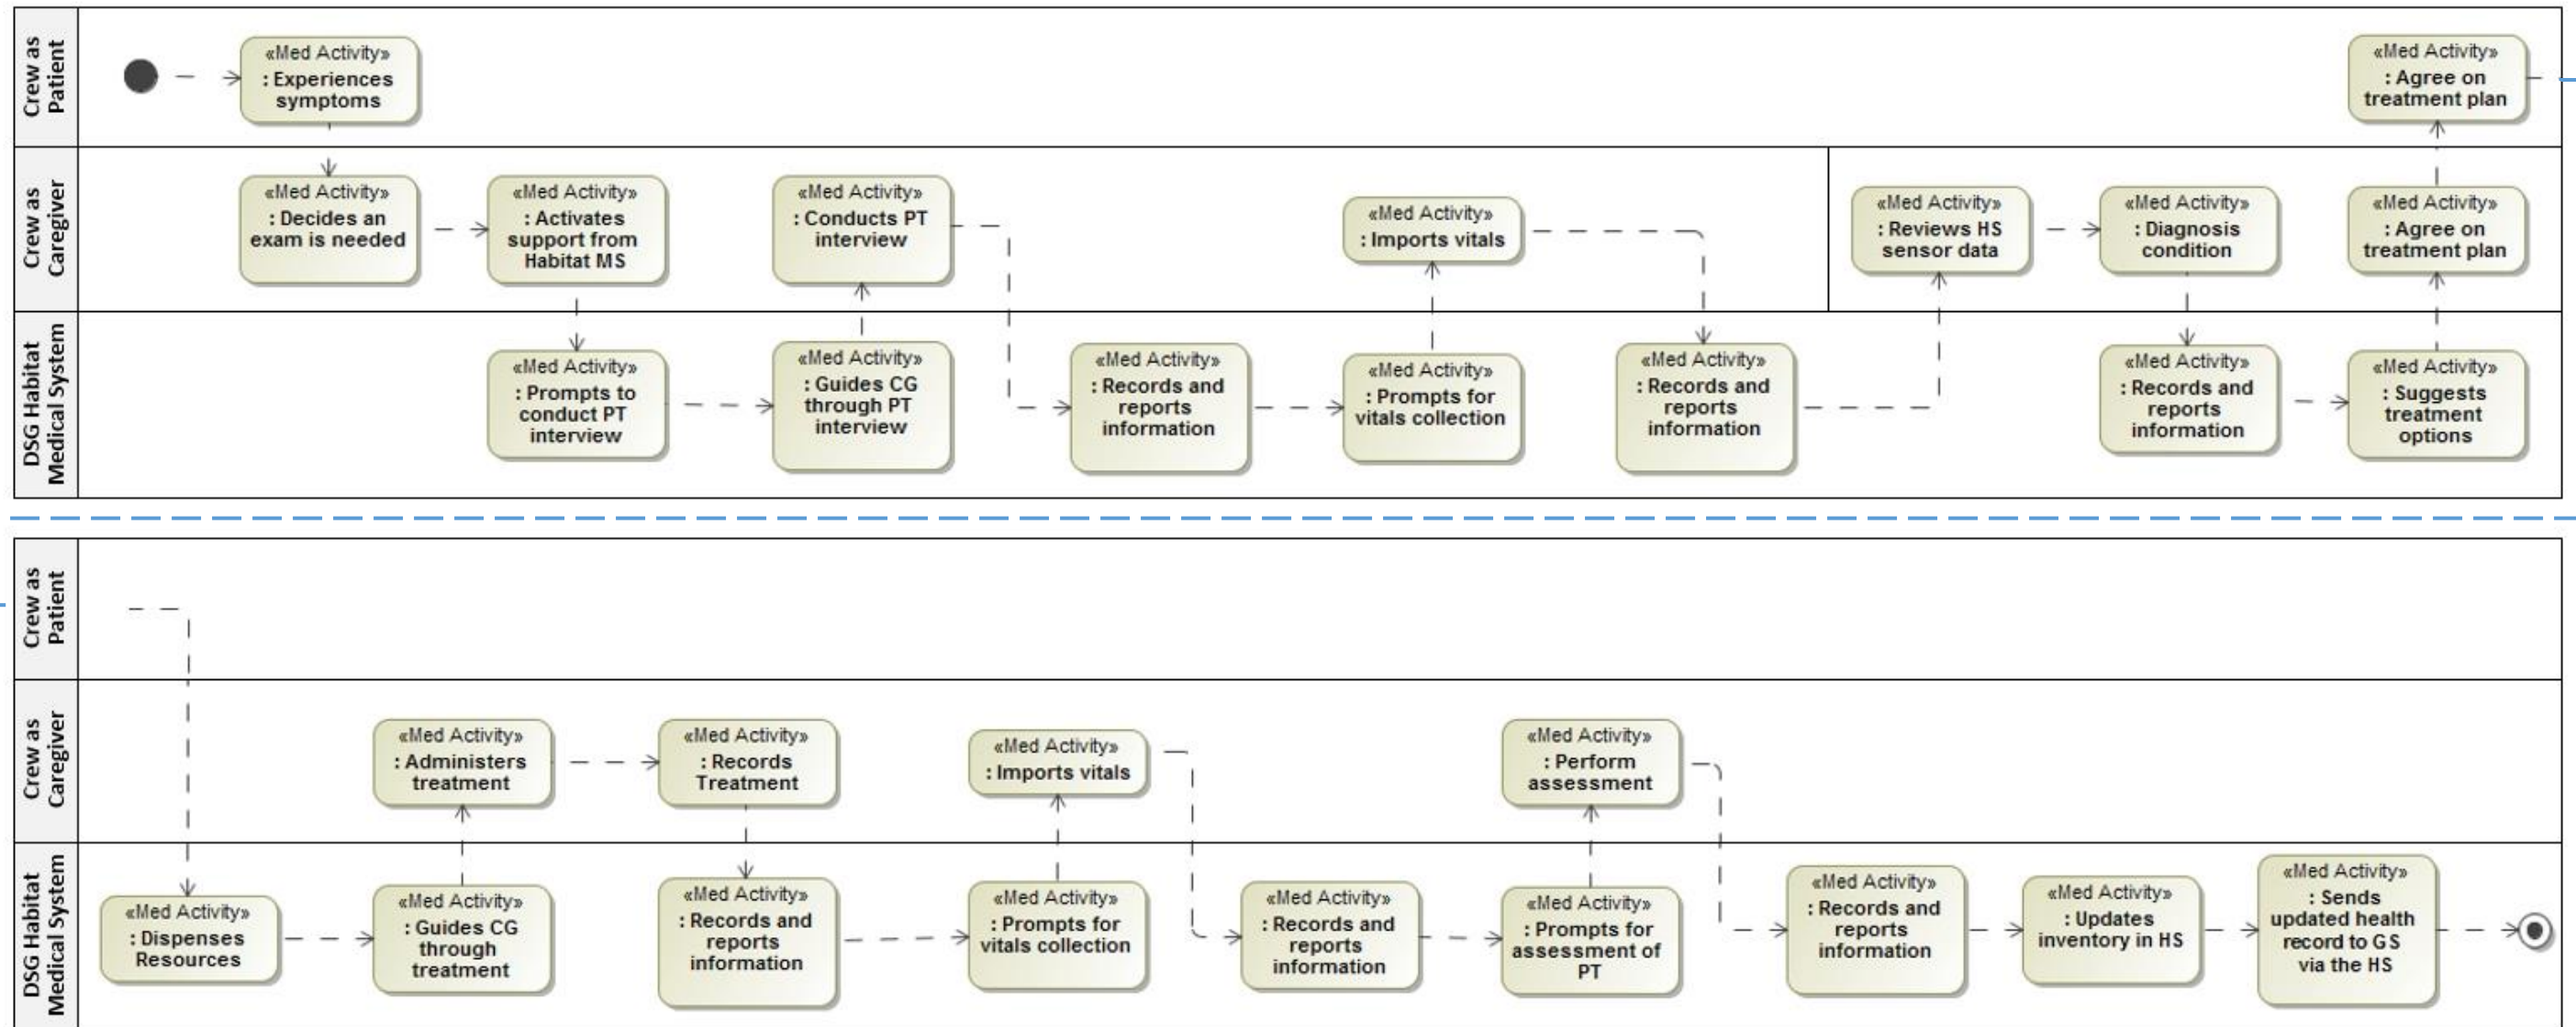 Crew as
Patient
«Med Activity»
: Experiences
symptoms
«Med Activity»
: Agree on
treatment plan
Crew as
Caregiver
«Med Activity»
: Decides an
exam is needed
«Med Activity»
: Activates
support from
Habitat MS
«Med Activity»
: Conducts PT
interview
«Med Activity»
: Imports vitals
«Med Activity»
: Reviews HS
sensor data
«Med Activity»
: Diagnosis
condition
«Med Activity»
: Agree on
treatment plan
DSG Habitat
Medical System
«Med Activity»
: Prompts to
conduct PT
interview
«Med Activity»
: Guides CG
through PT
interview
«Med Activity»
: Records and
reports
information
«Med Activity»
: Prompts for
vitals collection
«Med Activity»
: Records and
reports
information
«Med Activity»
: Records and
reports
information
«Med Activity»
: Suggests
treatment
options
Crew as
Patient
Crew as
Caregiver
«Med Activity»
: Administers
treatment
«Med Activity»
: Records
Treatment
«Med Activity»
: Imports vitals
«Med Activity»
: Perform
assessment
DSG Habitat
Medical System
«Med Activity»
: Dispenses
Resources
«Med Activity»
: Guides CG
through
treatment
«Med Activity»
: Records and
reports
information
«Med Activity»
: Prompts for
vitals collection
«Med Activity»
: Records and
reports
information
«Med Activity»
: Prompts for
assessment of
PT
«Med Activity»
: Records and
reports
information
«Med Activity»
: Updates
inventory in HS
«Med Activity»
: Sends
updated health
record to GS
via the HS